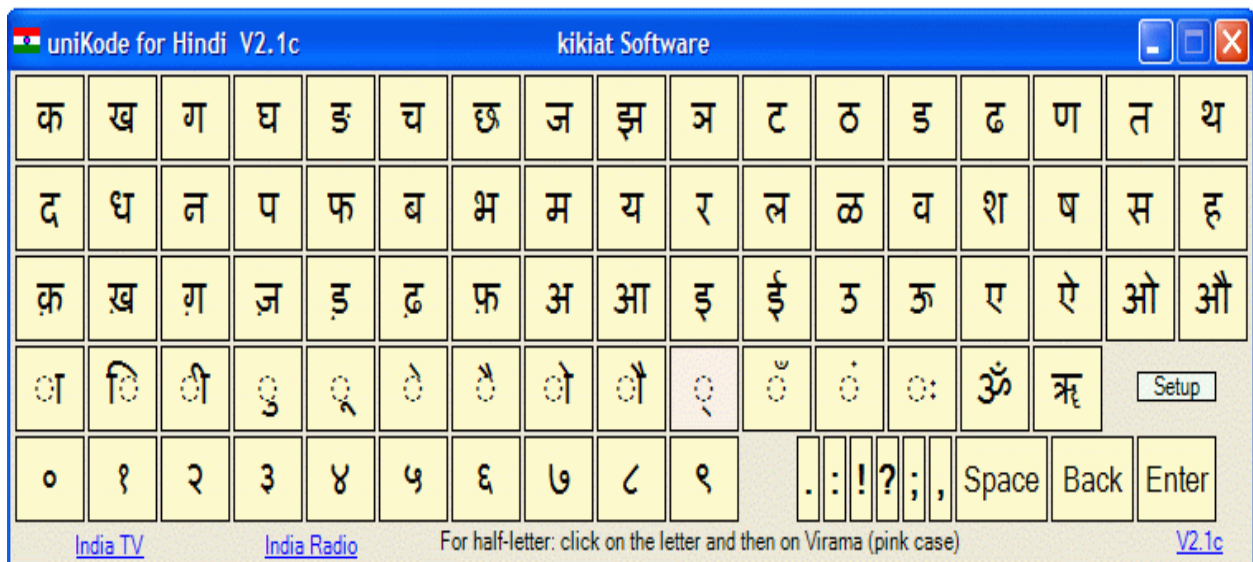 uniKode for Hindi V2.1c kikiat Software
क ख ग घ ङ च छ ज झ ञ ट ठ ड ढ ण त थ
द ध न प फ ब भ म य र ल ळ व श ष स ह
क़ ख़ ग़ ज़ ड़ ढ़ फ़ अ आ इ ई उ ऊ ए ऐ ओ औ
ा ि ी ु ू े ै ो ौ ् ँ ं ः ॐ ऋ Setup
० १ २ ३ ४ ५ ६ ७ ८ ९ . : ! ? ; , Space Back Enter
India TV India Radio For half-letter: click on the letter and then on Virama (pink case) V2.1c